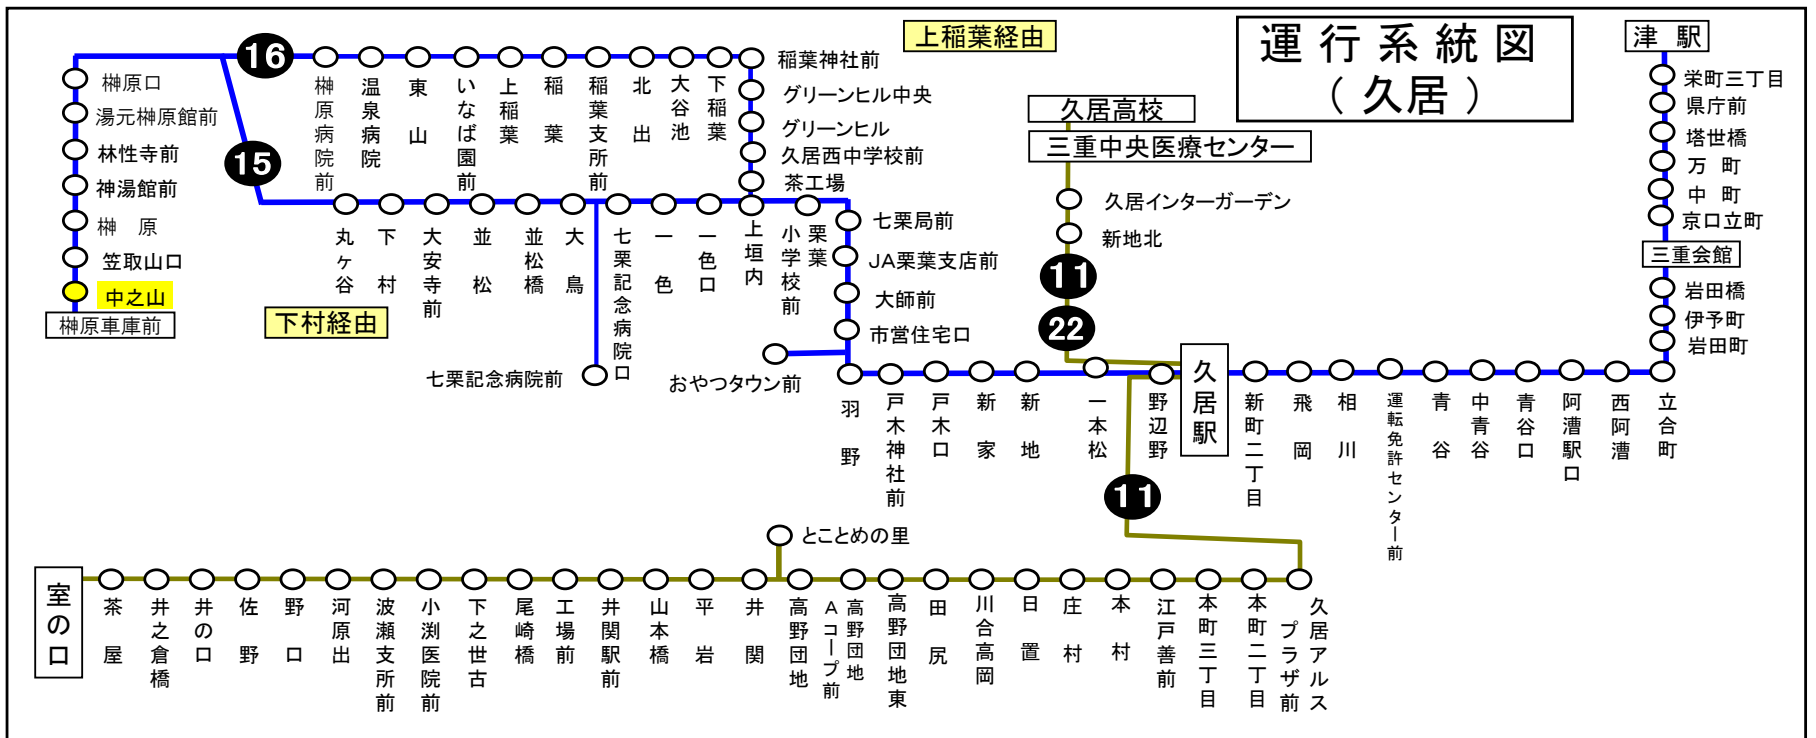 運行系統図
(久居)
上稲葉経由
下村経由
津駅
栄町三丁目
県庁前
塔世橋
万町
中町
京口立町
三重会館
岩田橋
伊予町
岩田町
立合町
西阿漕
阿漕駅口
青谷口
中青谷
青谷
運転免許センター前
相川
飛岡
新町二丁目
久居駅
野辺野
一本松
新地
新家
戸木口
戸木神社前
羽野
おやつタウン前
市営住宅口
大師前
JA栗葉支店前
七栗局前
栗葉
小学校前
上垣内
茶工場
久居西中学校前
グリーンヒル
グリーンヒル中央
稲葉神社前
下稲葉
大谷池
北出
稲葉支所前
稲葉
上稲葉
いなば園前
東山
温泉病院
榊原病院前
16
15
一色口
一色
七栗記念病院口
七栗記念病院前
大鳥
並松橋
並松
大安寺前
下村
丸ヶ谷
榊原口
湯元榊原館前
林性寺前
神湯館前
榊原
笠取山口
中之山
榊原車庫前
久居高校
三重中央医療センター
久居インターガーデン
新地北
11
22
11
久居アルス
プラザ前
本町二丁目
本町三丁目
江戸善前
本村
庄村
日置
川合高岡
田尻
高野団地東
高野団地
Aコープ前
高野団地
とことめの里
井関
平岩
山本橋
井関駅前
工場前
尾崎橋
下之世古
小渕医院前
波瀬支所前
河原出
野口
佐野
井の口
井之倉橋
茶屋
室の口